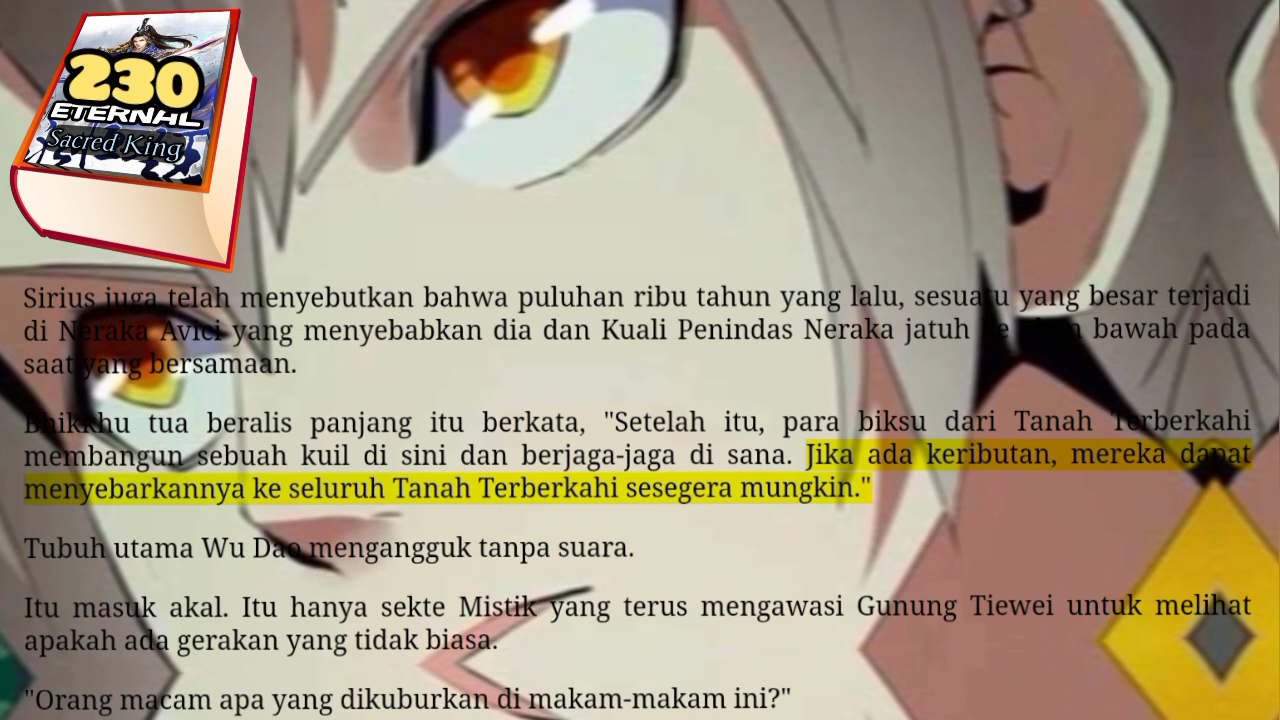 230
ETERNAL
Sacred King
Sirius juga telah menyebutkan bahwa puluhan ribu tahun yang lalu, sesuatu yang besar terjadi
di Neraka Avici yang menyebabkan dia dan Kuali Penindas Neraka jatuh ke alam bawah pada
saat yang bersamaan.
Bhikkhu tua beralis panjang itu berkata, "Setelah itu, para biksu dari Tanah Terberkahi
membangun sebuah kuil di sini dan berjaga-jaga di sana. Jika ada keributan, mereka dapat
menyebarkannya ke seluruh Tanah Terberkahi sesegera mungkin."
Tubuh utama Wu Dao mengangguk tanpa suara.
Itu masuk akal. Itu hanya sekte Mistik yang terus mengawasi Gunung Tiewei untuk melihat
apakah ada gerakan yang tidak biasa.
"Orang macam apa yang dikuburkan di makam-makam ini?"